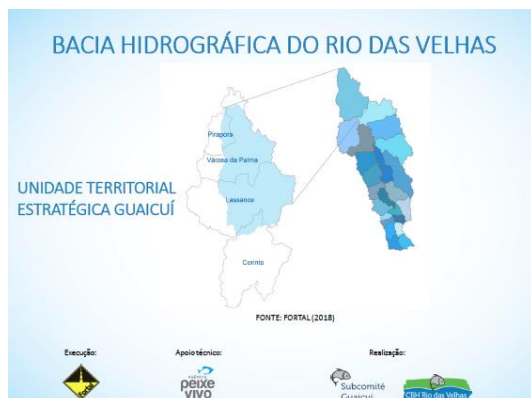 BACIA HIDROGRÁFICA DO RIO DAS VELHAS
Pirapora
Várzea da Palma
UNIDADE TERRITORIAL
ESTRATÉGICA GUAICUÍ
Lassance
Corinto
FONTE: FORTAL (2018)
Execução:
Apoio técnico:
Realização:
peixe
vivo
Subcomitê
Guaicuí
CBH Rio das Velhas